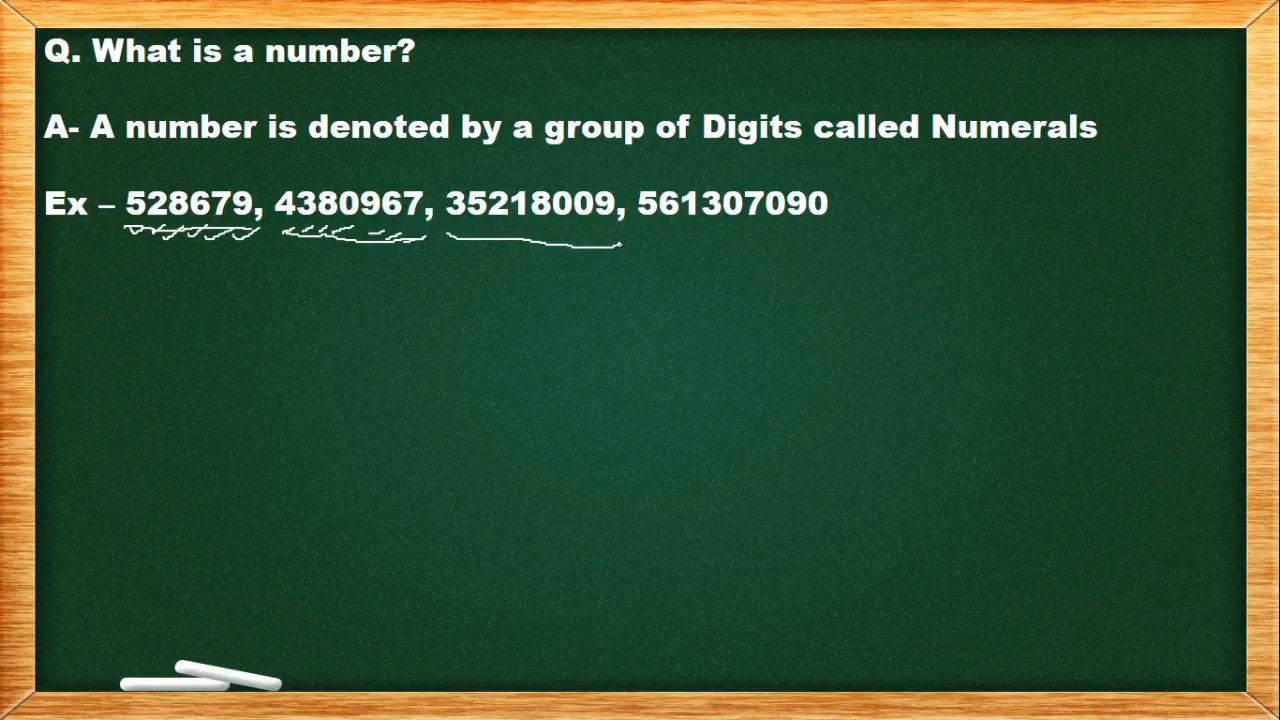 Q. What is a number?
A- A number is denoted by a group of Digits called Numerals
Ex – 528679, 4380967, 35218009, 561307090